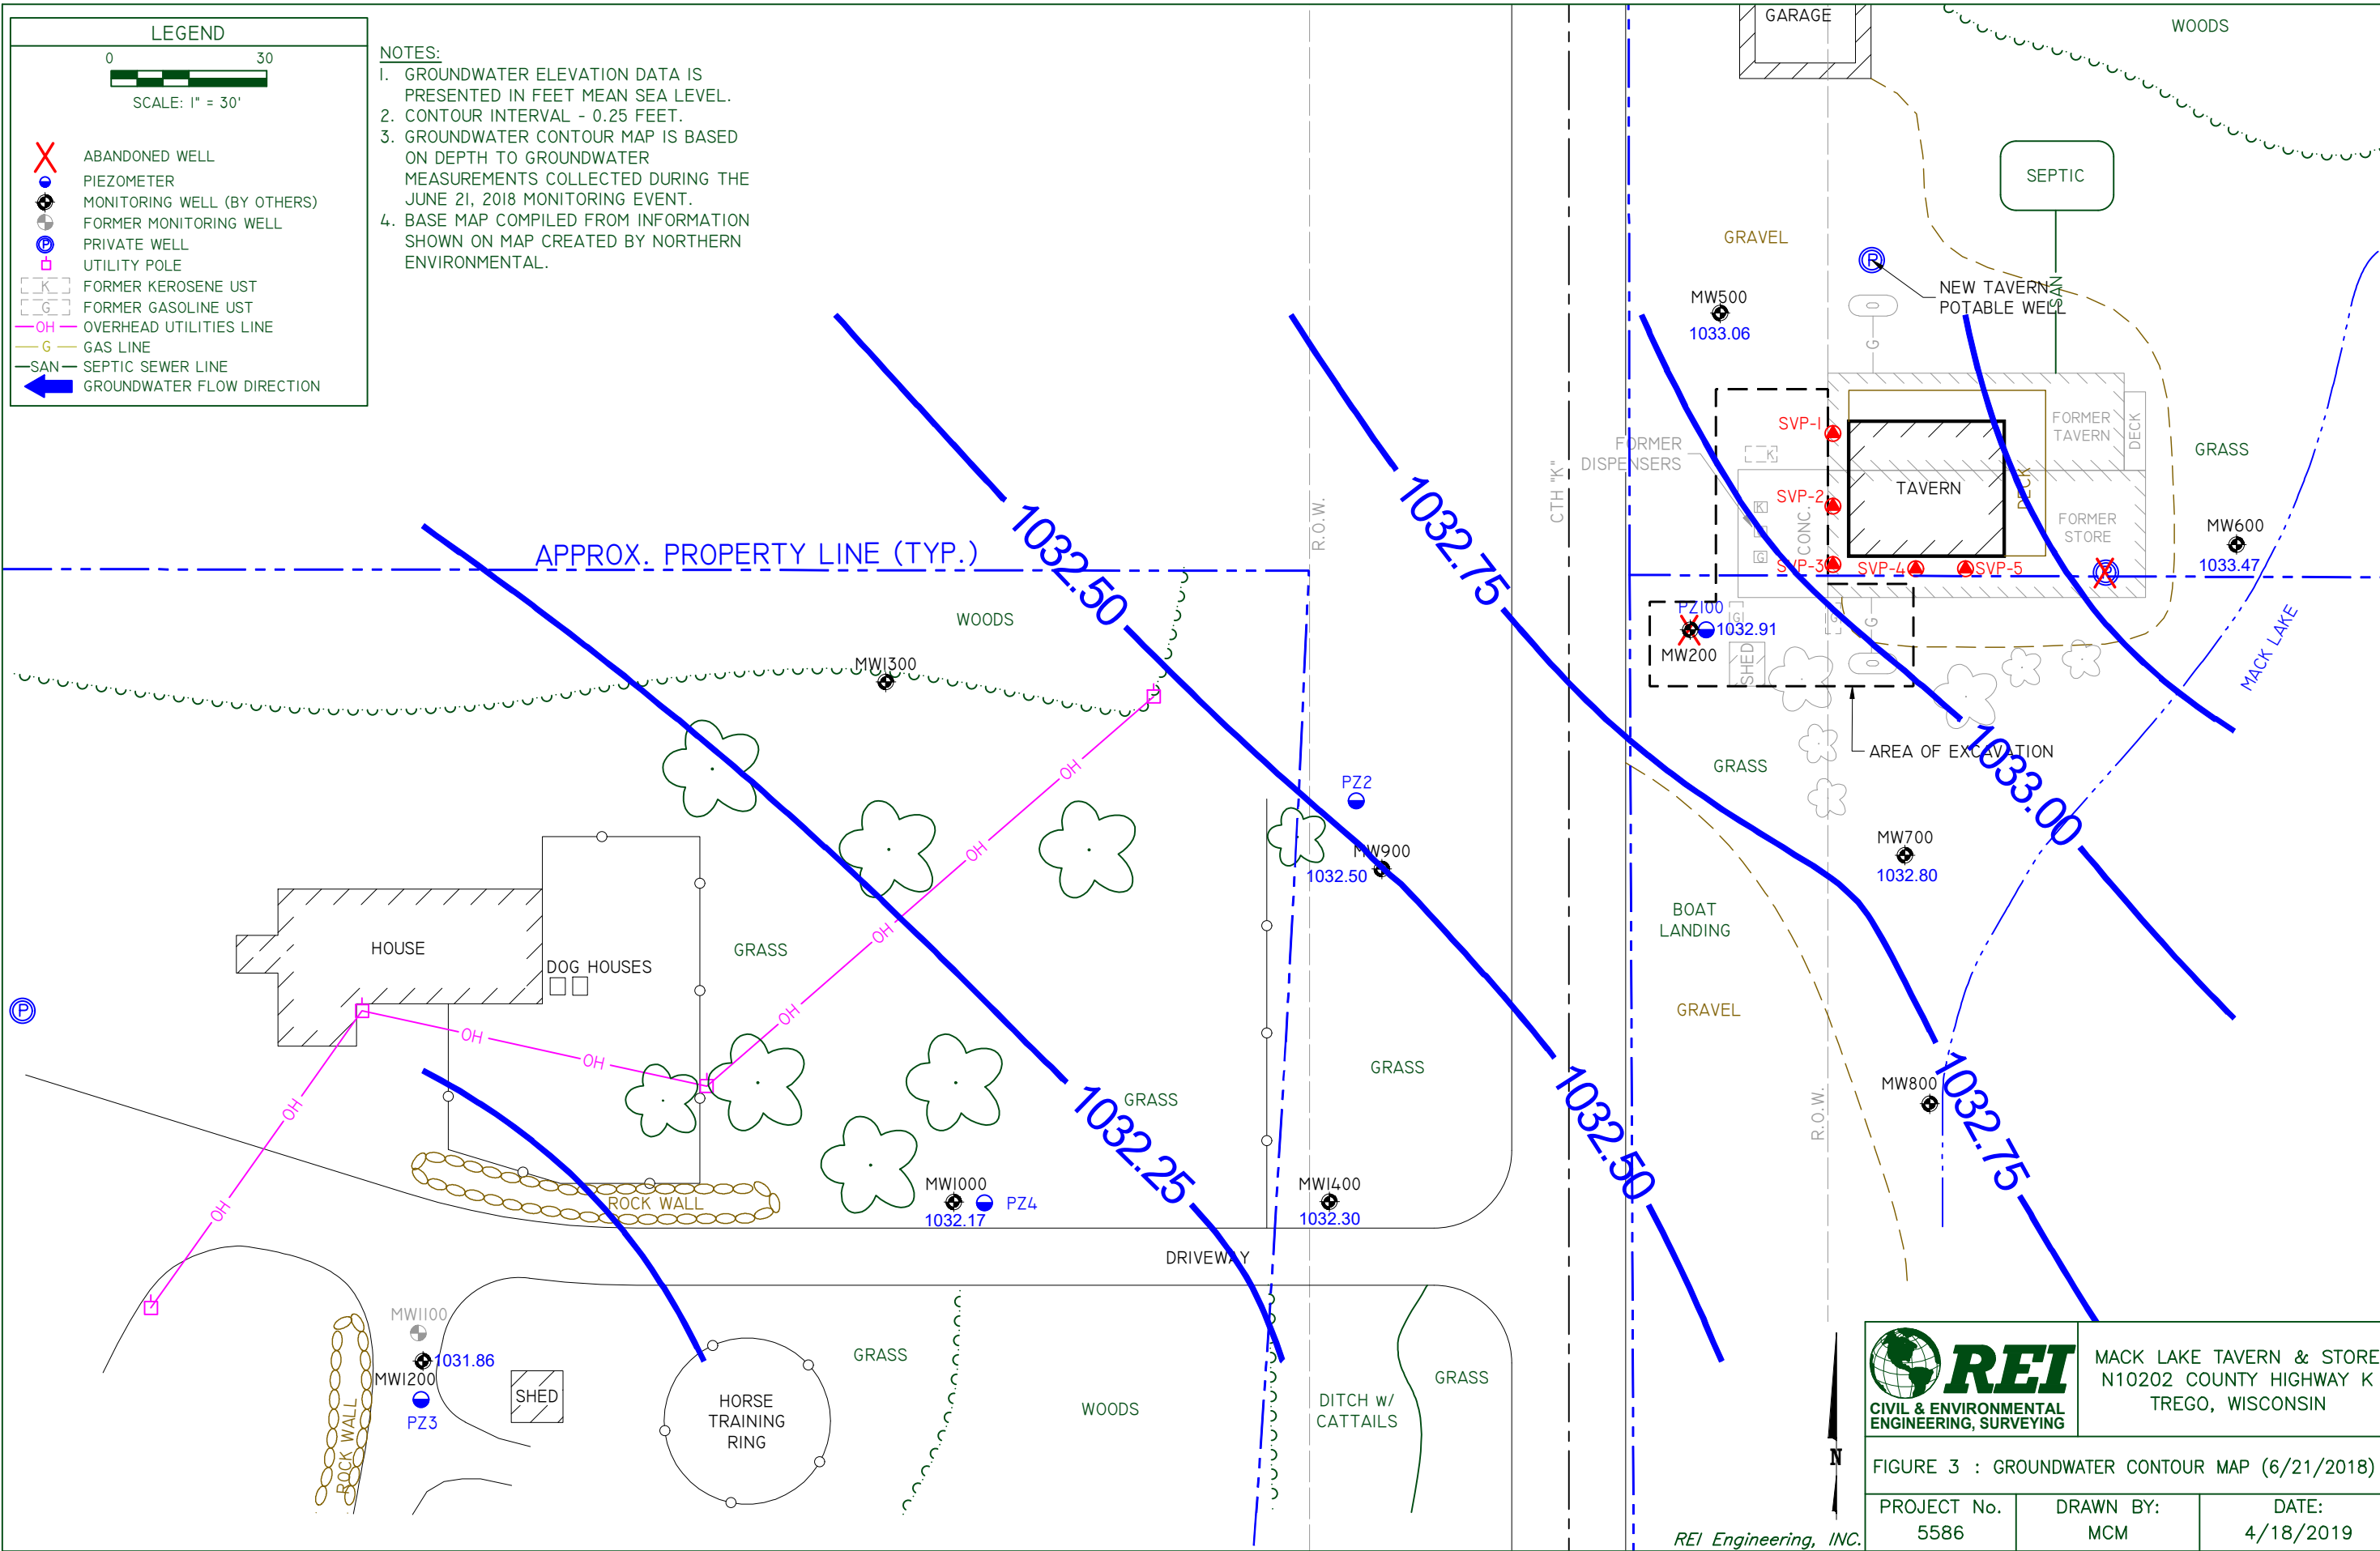 LEGEND
0 30
SCALE: 1" = 30'
ABANDONED WELL
PIEZOMETER
MONITORING WELL (BY OTHERS)
FORMER MONITORING WELL
P PRIVATE WELL
UTILITY POLE
K FORMER KEROSENE UST
G FORMER GASOLINE UST
OH OVERHEAD UTILITIES LINE
G GAS LINE
SAN SEPTIC SEWER LINE
GROUNDWATER FLOW DIRECTION
NOTES:
1. GROUNDWATER ELEVATION DATA IS
PRESENTED IN FEET MEAN SEA LEVEL.
2. CONTOUR INTERVAL - 0.25 FEET.
3. GROUNDWATER CONTOUR MAP IS BASED
ON DEPTH TO GROUNDWATER
MEASUREMENTS COLLECTED DURING THE
JUNE 21, 2018 MONITORING EVENT.
4. BASE MAP COMPILED FROM INFORMATION
SHOWN ON MAP CREATED BY NORTHERN
ENVIRONMENTAL.
GARAGE
WOODS
SEPTIC
SAN
GRAVEL
P
NEW TAVERN
POTABLE WELL
MW500
1033.06
G
FORMER
TAVERN
DECK
GRASS
SVP-1
FORMER
DISPENSERS
K
SVP-2
TAVERN
DECK
K
G
CONC.
FORMER
STORE
MW600
1033.47
SVP-3
SVP-4
SVP-5
P
R.O.W.
CTH "K"
1032.75
1032.50
APPROX. PROPERTY LINE (TYP.)
WOODS
MW1300
PZ100
1032.91
MW200
G
G
G
SHED
MACK LAKE
AREA OF EXCAVATION
GRASS
1033.00
OH
PZ2
MW900
1032.50
MW700
1032.80
OH
BOAT
LANDING
HOUSE
DOG HOUSES
GRASS
OH
P
OH
OH
OH
GRAVEL
GRASS
GRASS
OH
1032.25
1032.50
MW800
1032.75
R.O.W.
ROCK WALL
MW1000
1032.17
PZ4
MW1400
1032.30
OH
DRIVEWAY
MW1100
1031.86
MW1200
PZ3
SHED
ROCK WALL
HORSE
TRAINING
RING
GRASS
WOODS
DITCH W/
CATTAILS
GRASS
N
REI
CIVIL & ENVIRONMENTAL
ENGINEERING, SURVEYING
MACK LAKE TAVERN & STORE
N10202 COUNTY HIGHWAY K
TREGO, WISCONSIN
FIGURE 3 : GROUNDWATER CONTOUR MAP (6/21/2018)
PROJECT No.
5586
DRAWN BY:
MCM
DATE:
4/18/2019
REI Engineering, INC.